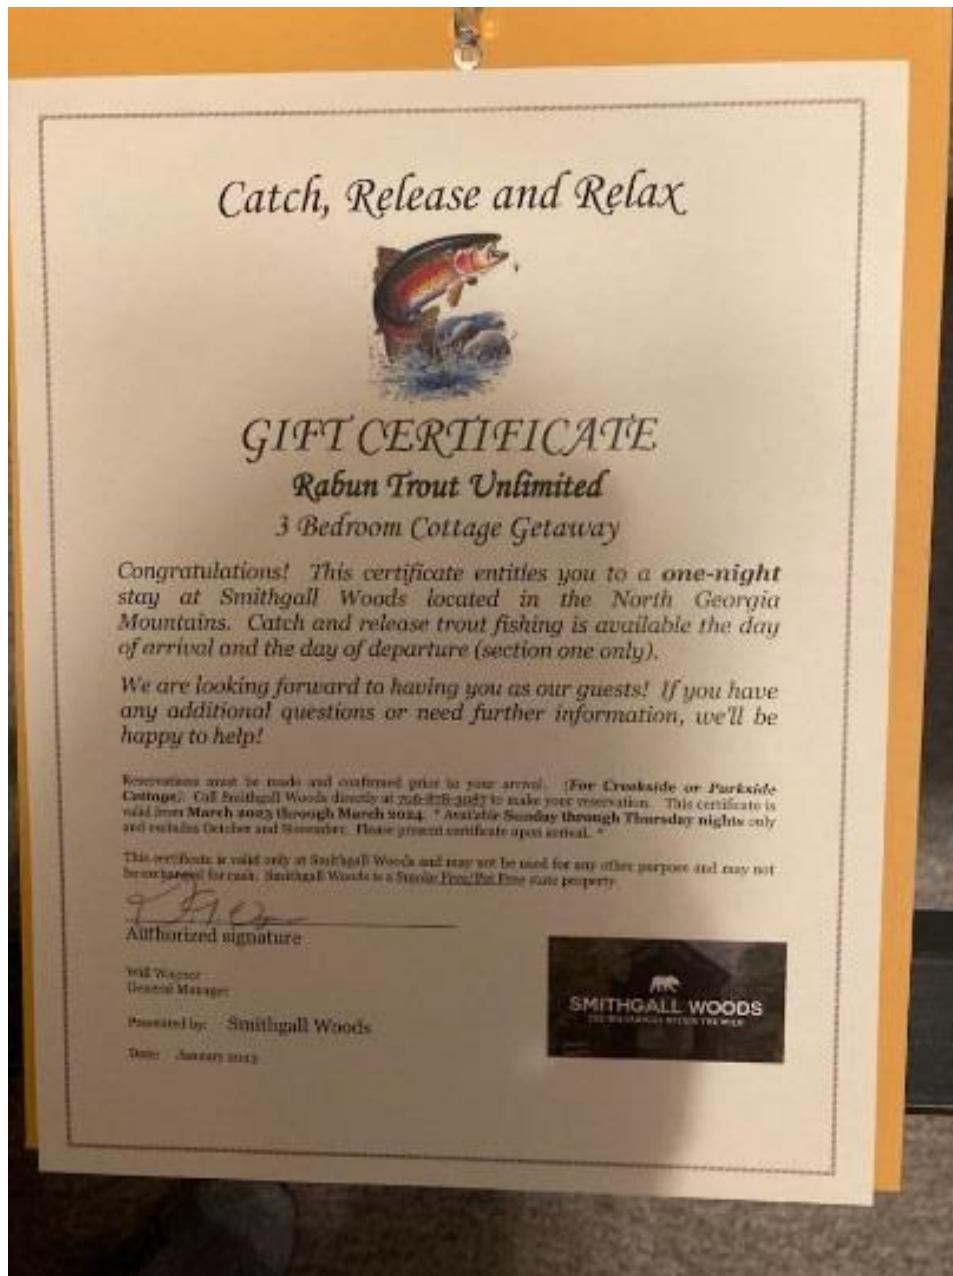 Catch, Release and Relax
GIFT CERTIFICATE
Rabun Trout Unlimited
3 Bedroom Cottage Getaway
Congratulations! This certificate entitles you to a one-night
stay at Smithgall Woods located in the North Georgia
Mountains. Catch and release trout fishing is available the day
of arrival and the day of departure (section one only).
We are looking forward to having you as our guests! If you have
any additional questions or need further information, we'll be
happy to help!
Reservations must be made and confirmed prior to your arrival. (For Creekside or Parkside
Cottage). Call Smithgall Woods directly at 706-878-3087 to make your reservation. This certificate is
valid from March 2023 through March 2024. * Available Sunday through Thursday nights only
and excludes October and November. Please present certificate upon arrival. *
This certificate is valid only at Smithgall Woods and may not be used for any other purpose and may not
be exchanged for cash. Smithgall Woods is a Smoke Free/Pet Free state property
Authorized signature
Will Wagner
General Manager
Presented by: Smithgall Woods
Date: January 2023
SMITHGALL WOODS